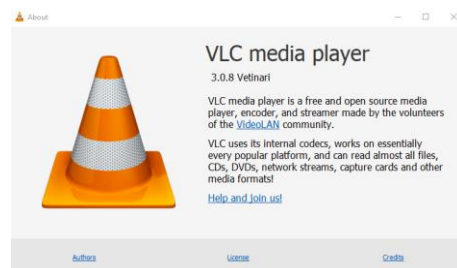 About
VLC media player
3.0.8 Vetinari
VLC media player is a free and open source media
player, encoder, and streamer made by the volunteers
of the VideoLAN community.
VLC uses its internal codecs, works on essentially
every popular platform, and can read almost all files,
CDs, DVDs, network streams, capture cards and other
media formats!
Help and join us!
Authors
License
Credits